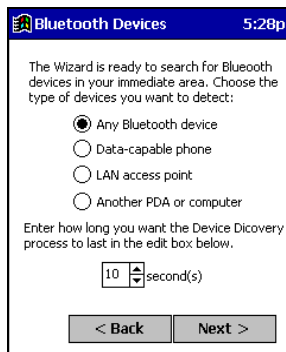 Bluetooth Devices 5:28p
The Wizard is ready to search for Blueooth
devices in your immediate area. Choose the
type of devices you want to detect:
Any Bluetooth device
Data-capable phone
LAN access point
Another PDA or computer
Enter how long you want the Device Dicovery
process to last in the edit box below.
10 second(s)
< Back Next >